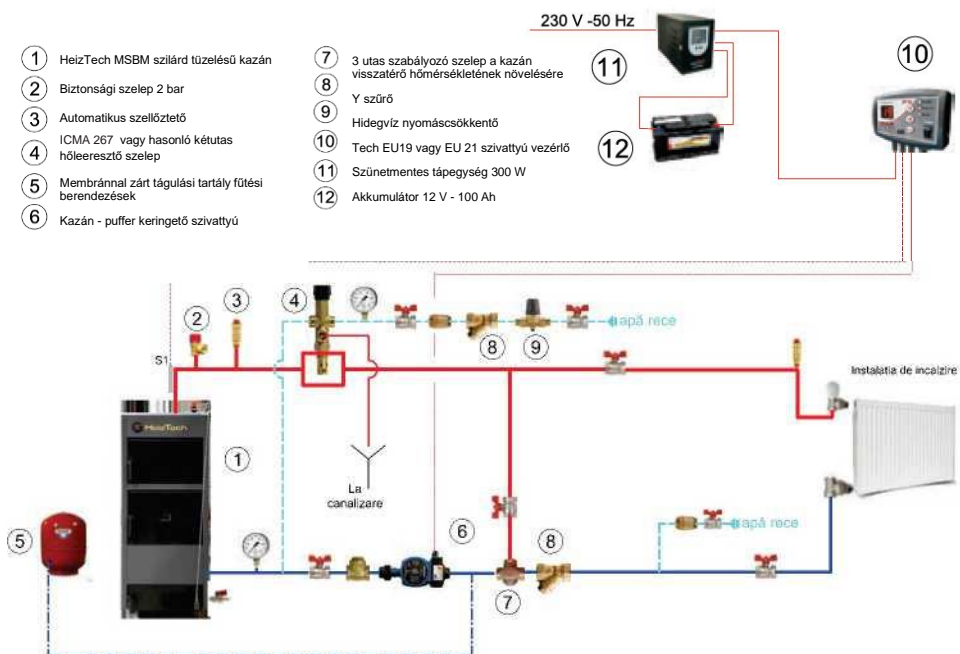 230 V -50 Hz
1 HeizTech MSBM szilárd tüzelésű kazán
2 Biztonsági szelep 2 bar
3 Automatikus szellőztető
4 ICMA 267 vagy hasonló kétutas
hőleeresztő szelep
5 Membránnal zárt tágulási tartály fűtési
berendezések
6 Kazán - puffer keringető szivattyú
7 3 utas szabályozó szelep a kazán
visszatérő hőmérsékletének növelésére
8 Y szűrő
9 Hidegvíz nyomáscsökkentő
10 Tech EU19 vagy EU 21 szivattyú vezérlő
11 Szünetmentes tápegység 300 W
12 Akkumulátor 12 V - 100 Ah
11
10
12
3
4
2
8
9
apă rece
S1
Instalatia de incalzire
HeizTech
1
La
canalizare
5
6
8
apă rece
7